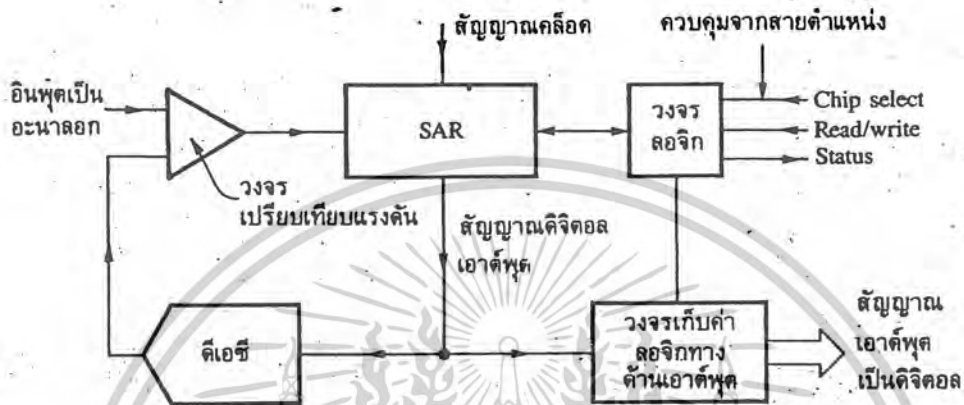 สัญญาณคล็อค
ควบคุมจากสายตำแหน่ง
อินพุตเป็น
อะนาลอก
SAR
วงจร
ลอจิก
Chip select
Read/write
Status
วงจร
เปรียบเทียบแรงดัน
สัญญาณดิจิตอล
เอาต์พุต
ดีเอซี
วงจรเก็บค่า
ลอจิกทาง
ด้านเอาต์พุต
สัญญาณ
เอาต์พุต
เป็นดิจิตอล